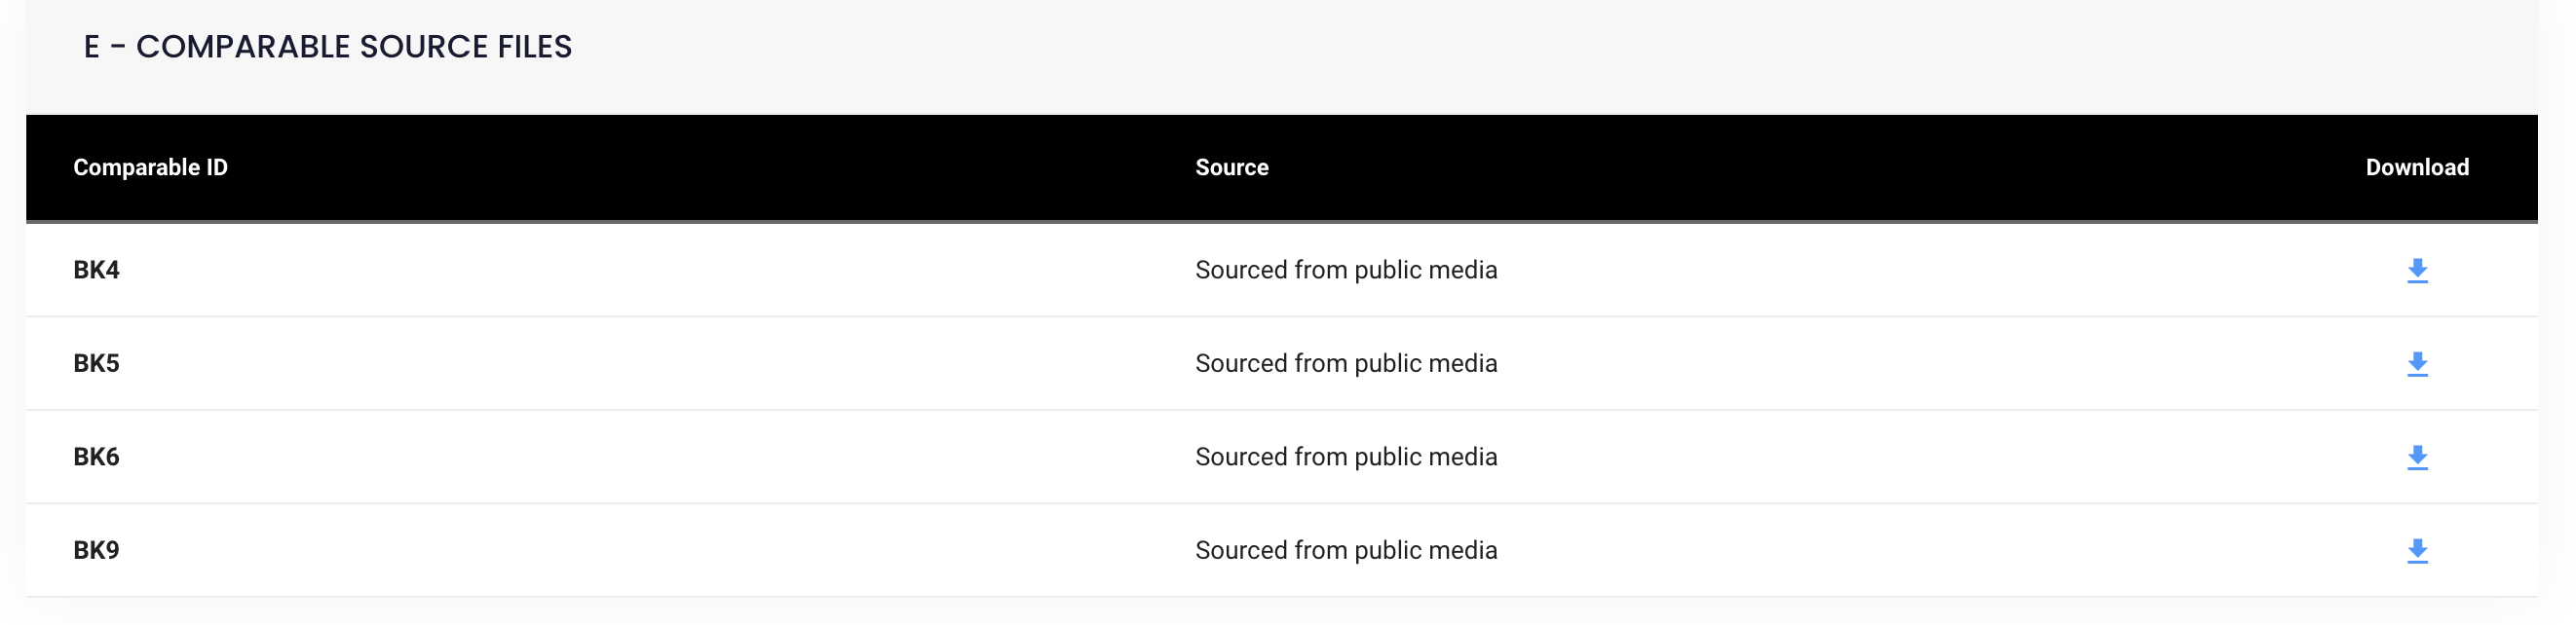 E - COMPARABLE SOURCE FILES
Comparable ID Source Download
BK4 Sourced from public media
BK5 Sourced from public media
BK6 Sourced from public media
BK9 Sourced from public media